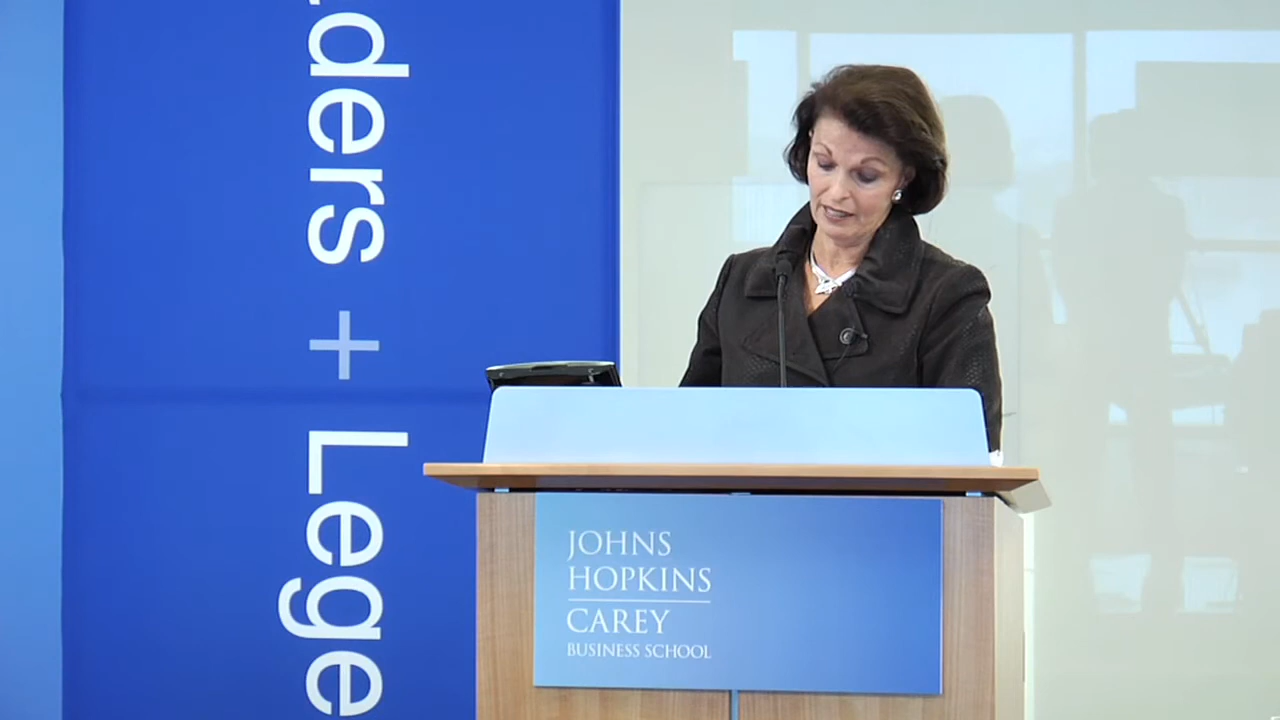 ders + Lege
JOHNS
HOPKINS
CAREY
BUSINESS SCHOOL